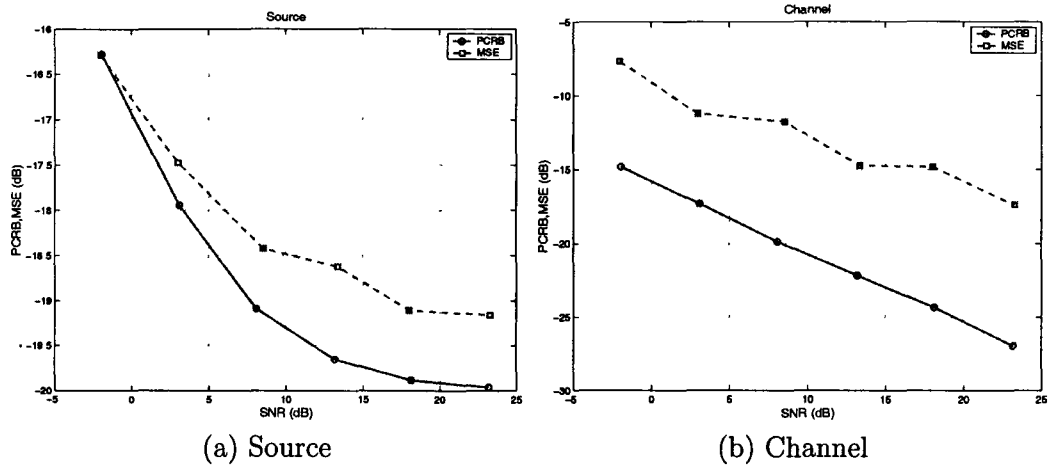 Source
PCRB
MSE
-16
-16.5
-17
-17.5
-18
-18.5
-19
-19 5
-20
PCRB,MSE (dB)
-5
0
5
10
15
20
25
SNR (dB)
(a) Source
Channel
PCRB
MSE
-5
-10
-15
-20
-25
-30
PCRB,MSE (dB)
-5
0
5
10
15
20
25
SNR (dB)
(b) Channel